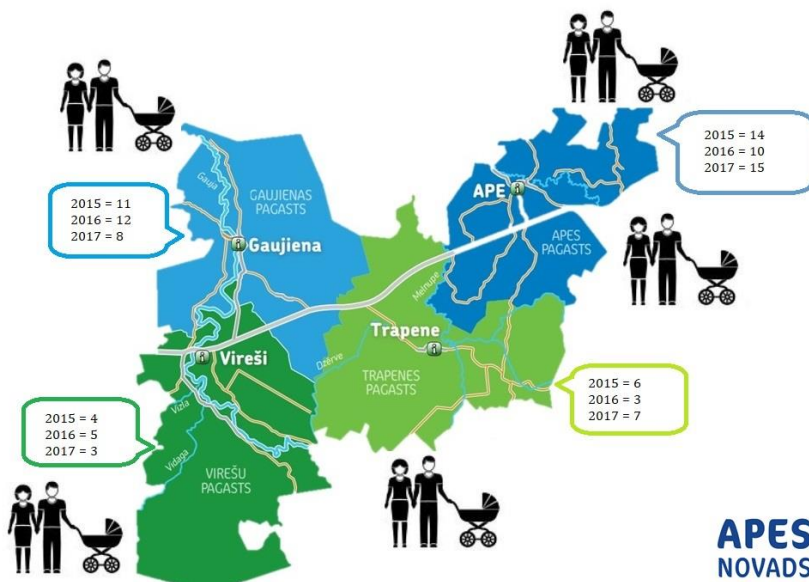 2015 = 14
2016 = 10
2017 = 15
GAUJIENAS
PAGASTS
Gauja
2015 = 11
2016 = 12
2017 = 8
Gaujiena
APE
APES
PAGASTS
Melnupe
Trapene
Vireši
Dzērve
TRAPENES
PAGASTS
2015 = 6
2016 = 3
2017 = 7
2015 = 4
2016 = 5
2017 = 3
Vizla
Vidaga
VIREŠU
PAGASTS
APES
NOVADS